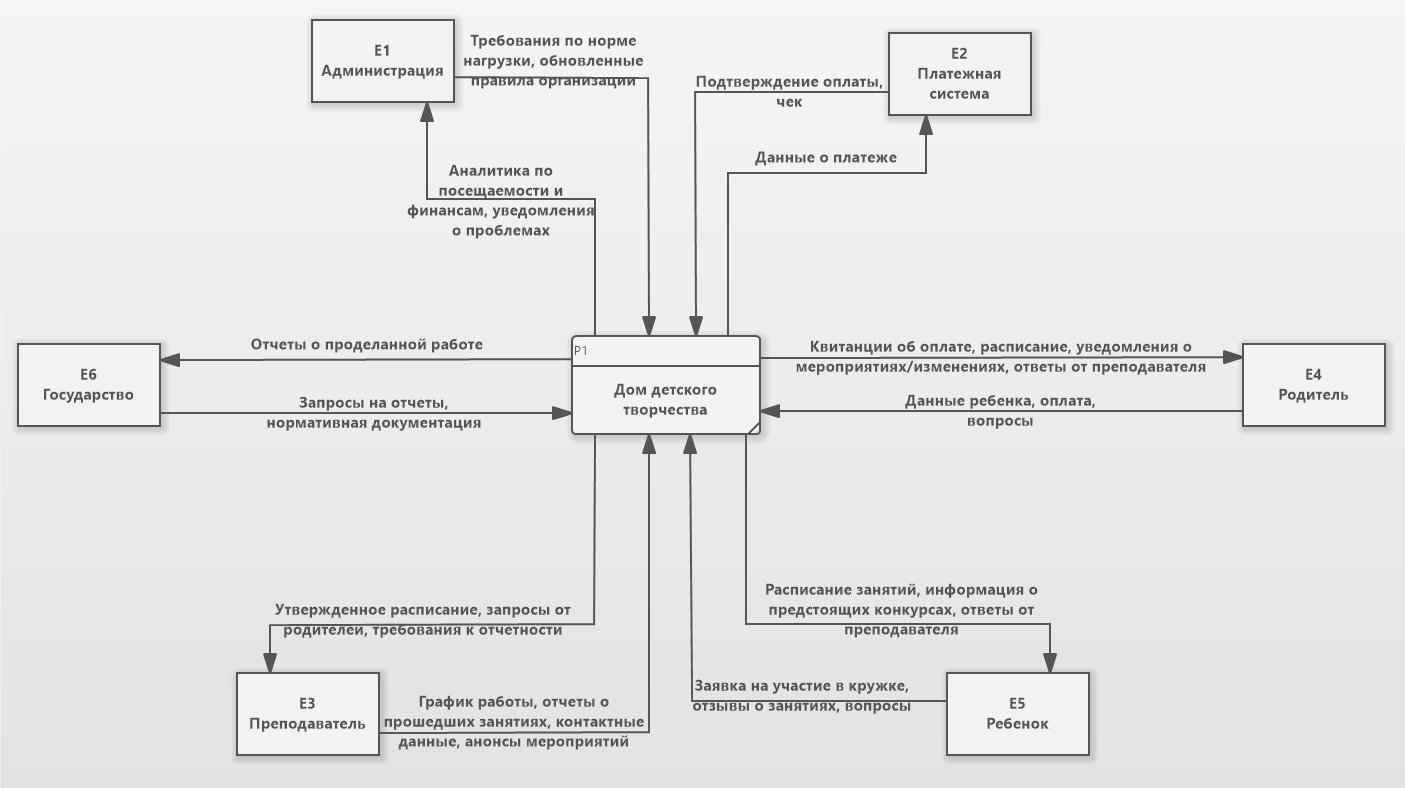 E1
Администрация
Требования по норме
нагрузки, обновленные
правила организации
Подтверждение оплаты,
чек
E2
Платежная
система
Данные о платеже
Аналитика по
посещаемости и
финансам, уведомления
о проблемах
E6
Государство
Отчеты о проделанной работе
Запросы на отчеты,
нормативная документация
P1
Дом детского
творчества
Квитанции об оплате, расписание, уведомления о
мероприятиях/изменениях, ответы от преподавателя
Данные ребенка, оплата,
вопросы
E4
Родитель
Утвержденное расписание, запросы от
родителей, требования к отчетности
Расписание занятий, информация о
предстоящих конкурсах, ответы от
преподавателя
E3
Преподаватель
График работы, отчеты о
прошедших занятиях, контактные
данные, анонсы мероприятий
Заявка на участие в кружке,
отзывы о занятиях, вопросы
E5
Ребенок